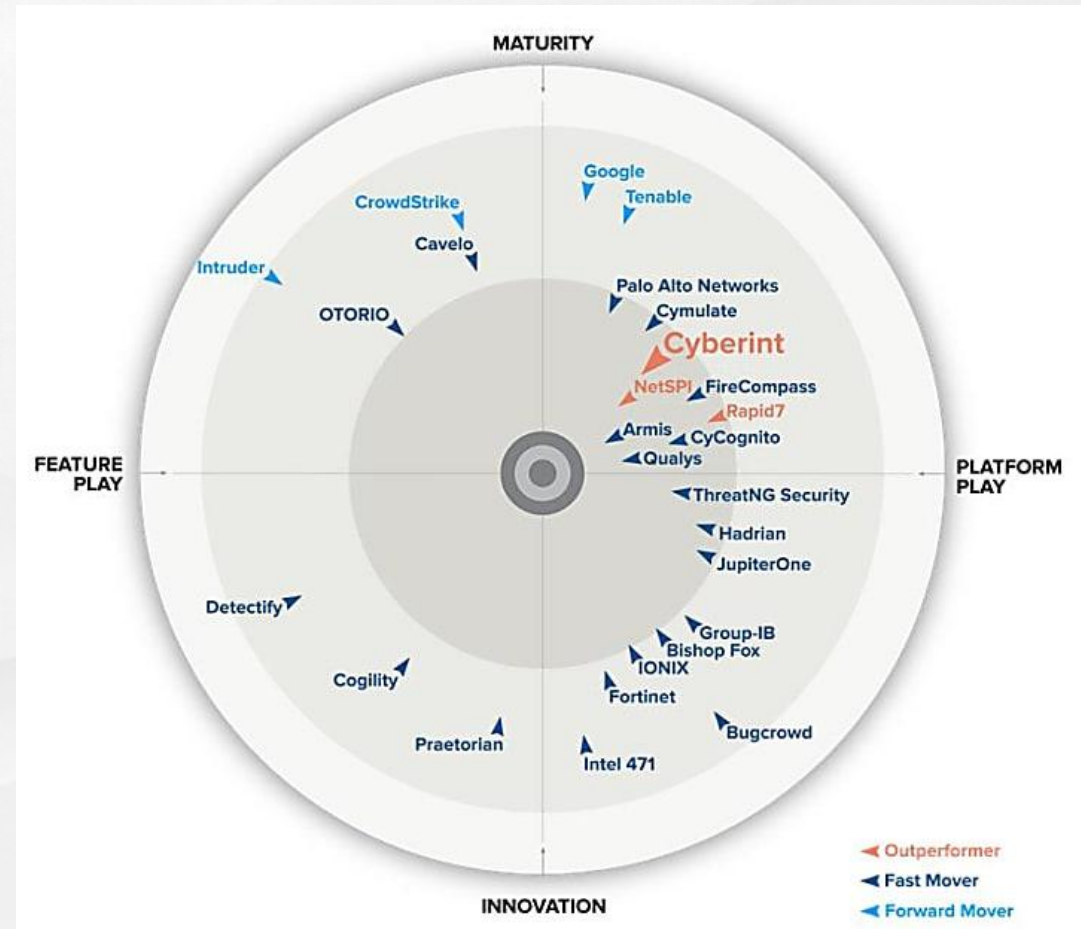 MATURITY
Google
Tenable
CrowdStrike
Cavelo
Intruder
Palo Alto Networks
OTORIO
Cymulate
Cyberint
NetSPI
FireCompass
Rapid7
Armis
CyCognito
Qualys
FEATURE
PLAY
PLATFORM
PLAY
ThreatNG Security
Hadrian
JupiterOne
Detectify
Group-IB
Bishop Fox
IONIX
Cogility
Fortinet
Bugcrowd
Praetorian
Intel 471
Outperformer
Fast Mover
INNOVATION
Forward Mover